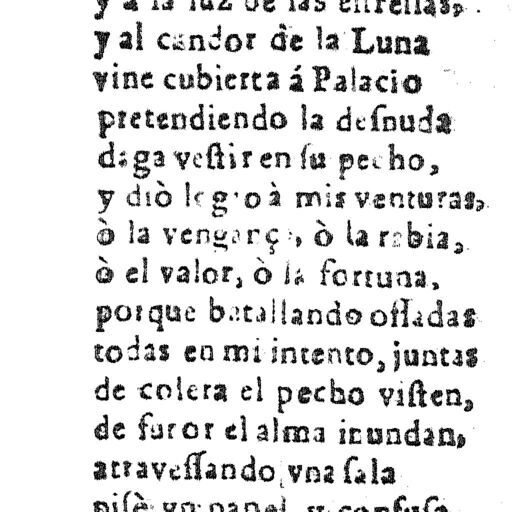 y a la luz de las estrellas,
y al candor de la Luna
vine cubierta á Palacio
pretendiendo la deſnuda
daga veſtir en ſu pecho,
y diò logro à mis venturas,
ò la vengança, ò la rabia,
ò el valor, ò la fortuna,
porque batallando oſſadas
todas en mi intento, juntas
de colera el pecho viſten,
de furor el alma inundan,
atraveſſando vna ſala
piſè vn papel, y confuſa